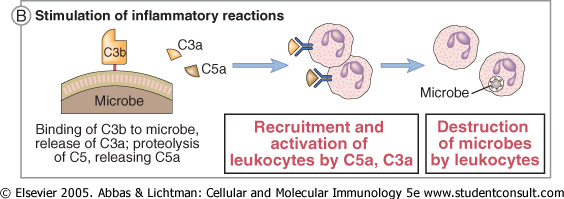 B Stimulation of inflammatory reactions
C3b
C3a
C5a
Microbe
Binding of C3b to microbe,
release of C3a; proteolysis
of C5, releasing C5a
Recruitment and
activation of
leukocytes by C5a, C3a
Microbe
Destruction
of microbes
by leukocytes
© Elsevier 2005. Abbas & Lichtman: Cellular and Molecular Immunology 5e www.studentconsult.com